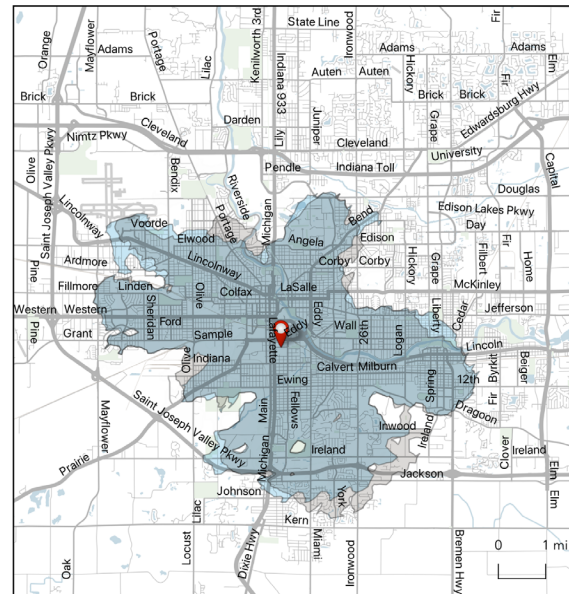 State Line
Fir
Elm
Orange
Mayflower
Portage
Kenilworth 3rd
Ironwood
Adams
Adams
Adams
Lilac
Indiana 933
Auten
Auten
Hickory
Fir
Brick
Brick
Brick
Brick
Darden
Juniper
Grape
Edwardsburg Hwy
Nimtz Pkwy
Cleveland
Lily
Cleveland
University
Olive
Saint Joseph Valley Pkwy
Bendix
Riverside
Pendle
Indiana Toll
Capital
Douglas
Lincolnway
Portage
Michigan
Bend
Edison Lakes Pkwy
Voorde
Elwood
Angela
Edison
Day
Pine
Ardmore
Lincolnway
Corby
Corby
Hickory
Grape
Filbert
Fir
Home
Fillmore
Linden
Olive
Colfax
LaSalle
Eddy
McKinley
Western
Western
Sheridan
Ford
Lafayette
Eddy
Wall
28th
Logan
Liberty
Cedar
Jefferson
Pine
Grant
Sample
Lincoln
Olive
Indiana
Calvert
Milburn
Spring
12th
Fir
Byrkit
Beiger
Ewing
Mayflower
Saint Joseph Valley Pkwy
Main
Fellows
Inwood
Ireland
Dragoon
Prairie
Michigan
Ireland
Clover
Ireland
Elm
Johnson
York
Jackson
Elm
Lilac
Kern
Oak
Locust
Dixie Hwy
Miami
Ironwood
Bremen Hwy
0 1 mi